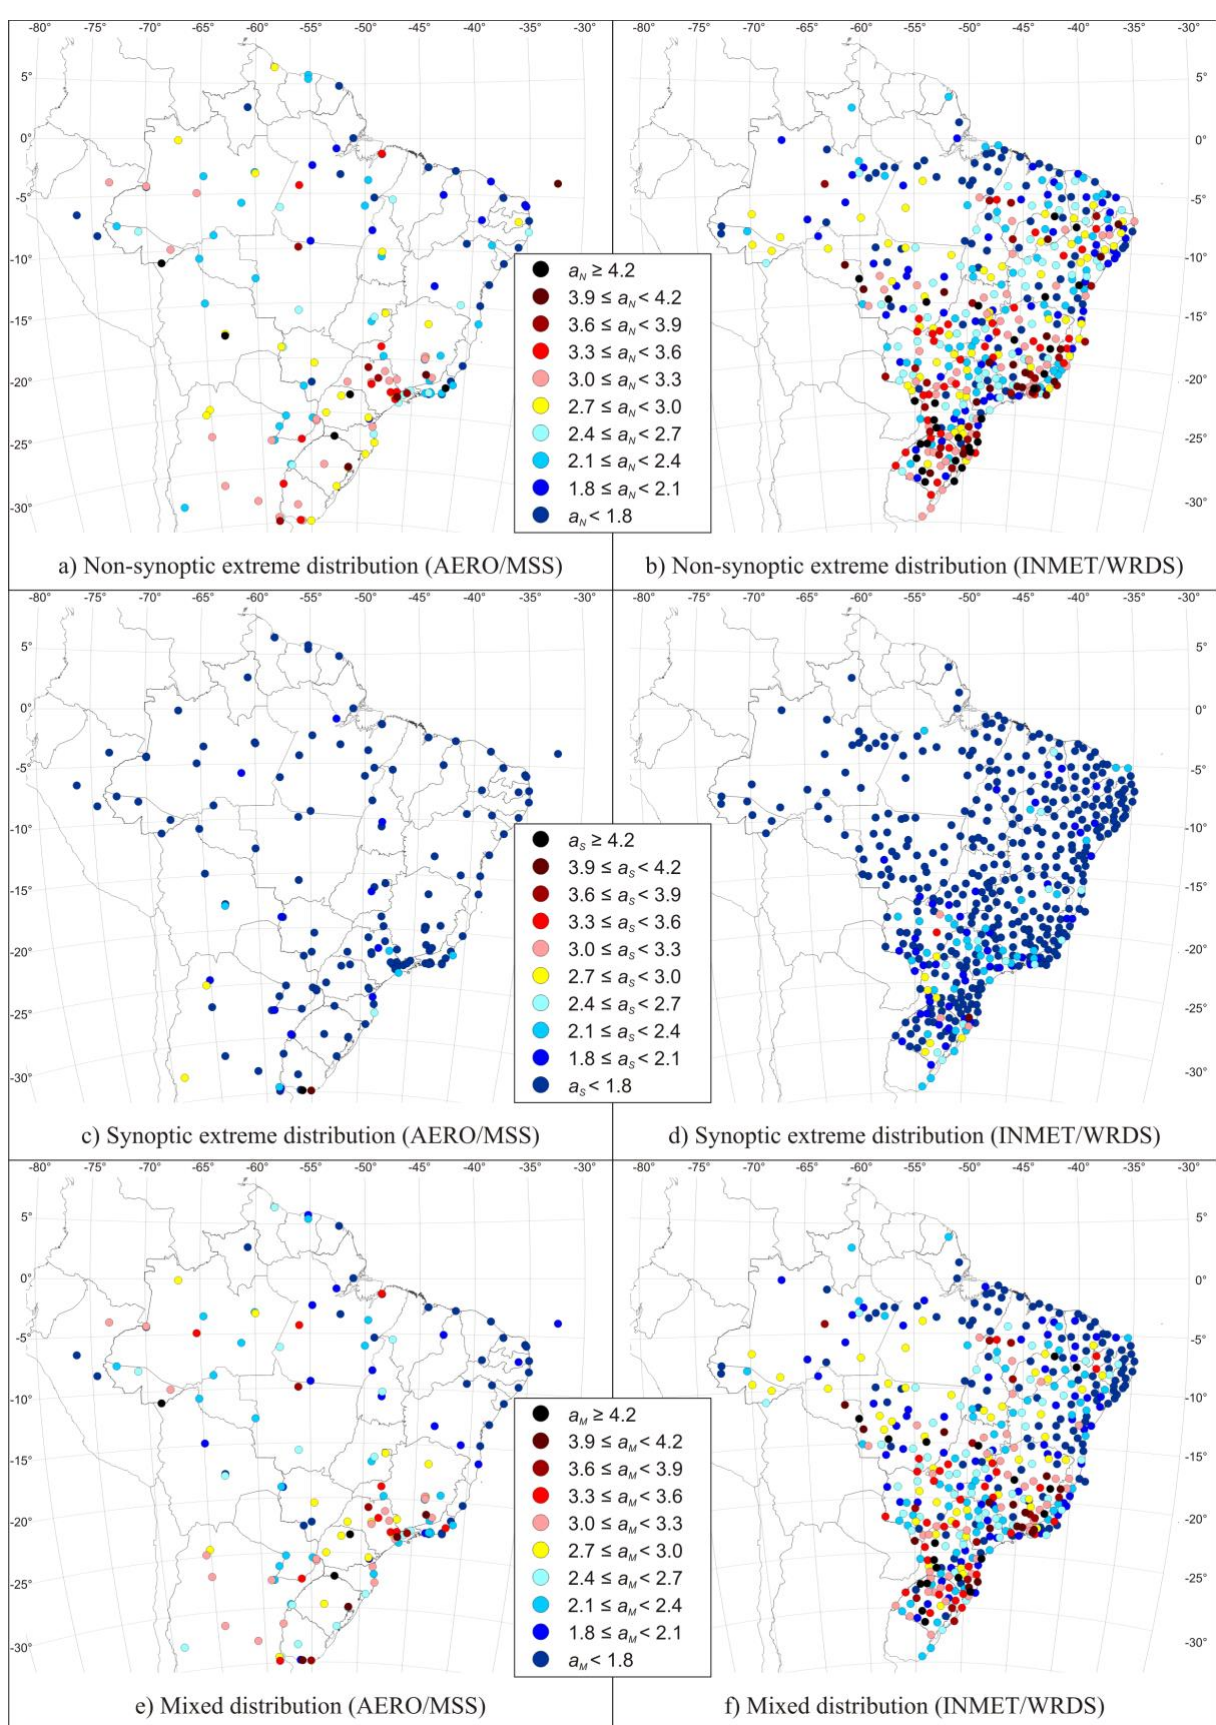 -80° -75° -70° -65° -60° -55° -50° -45° -40° -35° -30°
5°
0°
-5°
-10°
-15°
-20°
-25°
-30°
a) Non-synoptic extreme distribution (AERO/MSS)
-80° -75° -70° -65° -60° -55° -50° -45° -40° -35° -30°
5°
0°
-5°
-10°
-15°
-20°
-25°
-30°
b) Non-synoptic extreme distribution (INMET/WRDS)
a_N ≥ 4.2
3.9 ≤ a_N < 4.2
3.6 ≤ a_N < 3.9
3.3 ≤ a_N < 3.6
3.0 ≤ a_N < 3.3
2.7 ≤ a_N < 3.0
2.4 ≤ a_N < 2.7
2.1 ≤ a_N < 2.4
1.8 ≤ a_N < 2.1
a_N < 1.8
-80° -75° -70° -65° -60° -55° -50° -45° -40° -35° -30°
5°
0°
-5°
-10°
-15°
-20°
-25°
-30°
c) Synoptic extreme distribution (AERO/MSS)
-80° -75° -70° -65° -60° -55° -50° -45° -40° -35° -30°
5°
0°
-5°
-10°
-15°
-20°
-25°
-30°
d) Synoptic extreme distribution (INMET/WRDS)
a_S ≥ 4.2
3.9 ≤ a_S < 4.2
3.6 ≤ a_S < 3.9
3.3 ≤ a_S < 3.6
3.0 ≤ a_S < 3.3
2.7 ≤ a_S < 3.0
2.4 ≤ a_S < 2.7
2.1 ≤ a_S < 2.4
1.8 ≤ a_S < 2.1
a_S < 1.8
-80° -75° -70° -65° -60° -55° -50° -45° -40° -35° -30°
5°
0°
-5°
-10°
-15°
-20°
-25°
-30°
e) Mixed distribution (AERO/MSS)
-80° -75° -70° -65° -60° -55° -50° -45° -40° -35° -30°
5°
0°
-5°
-10°
-15°
-20°
-25°
-30°
f) Mixed distribution (INMET/WRDS)
a_M ≥ 4.2
3.9 ≤ a_M < 4.2
3.6 ≤ a_M < 3.9
3.3 ≤ a_M < 3.6
3.0 ≤ a_M < 3.3
2.7 ≤ a_M < 3.0
2.4 ≤ a_M < 2.7
2.1 ≤ a_M < 2.4
1.8 ≤ a_M < 2.1
a_M < 1.8